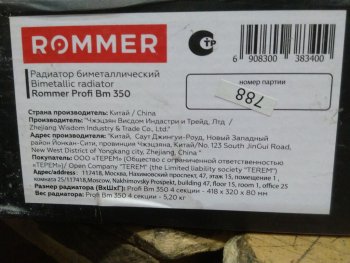 ROMMER
CTP
6 908300 383400
Радиатор биметаллический
Bimetallic radiator
Rommer Profi Bm 350
номер партии
788
Страна производитель: Китай / China
Производитель: Чжэцзян Висдом Индастри и Трейд, Лтд /
Zhejiang Wisdom Industry & Trade Co., Ltd.
Адрес производителя: Китай, Саут Джингуи-Роуд, Новый Западный
район Йонкан-Сити, провинция Чжэцзяна, Китай/No. 123 South JinGui Road,
New West District of Yongkang city, Zhejiang, China.
Покупатель: ООО «ТЕРЕМ» (Общество с ограниченной ответственностью
«ТЕРЕМ»)/ Open Company "TEREM" (the Limited liability society "TEREM")
Адрес: 117418, Москва, Нахимовский проспект, 47, этаж 15, помещение 1,
комната 25/117418,Moscow, Nakhimovsky-Prospekt, building 47, floor 15, room 1, office 25
Размер радиатора (ВхШхГ): Profi Bm 350 4 секции - 418 x 320 x 80 мм
Вес радиатора: Profi Bm 350 4 секции - 5,20 кг